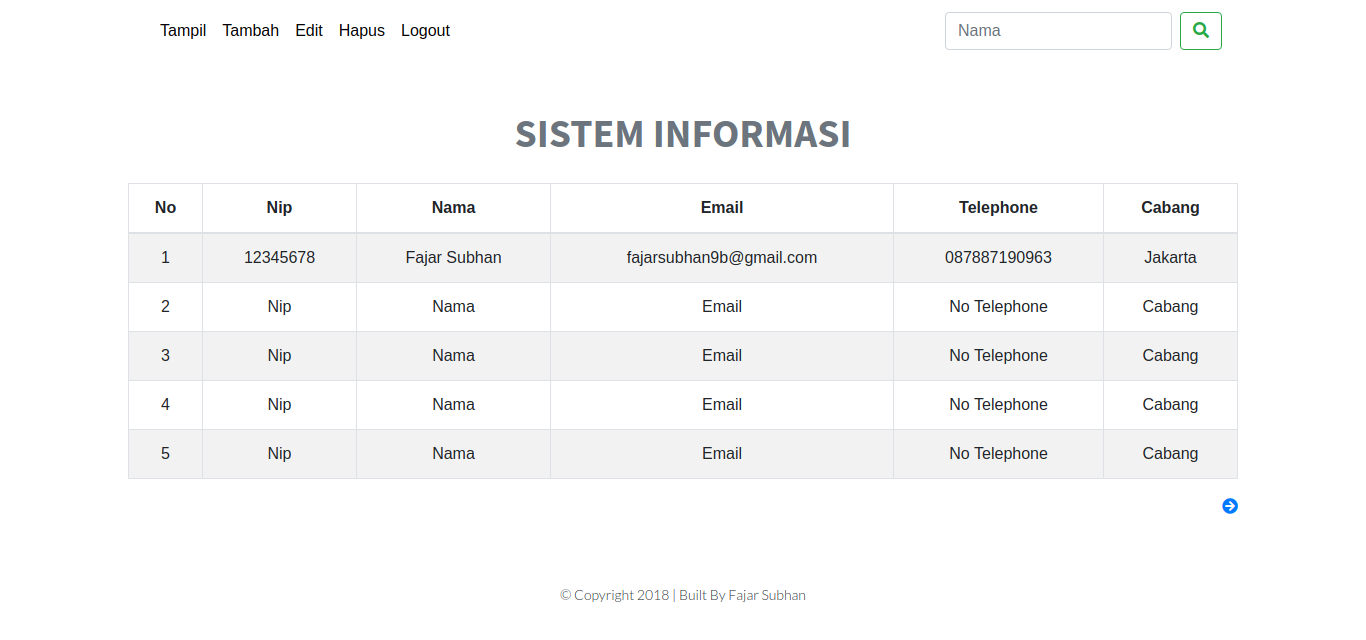 Tampil Tambah Edit Hapus Logout Nama
SISTEM INFORMASI
No Nip Nama Email Telephone Cabang
1 12345678 Fajar Subhan fajarsubhan9b@gmail.com 087887190963 Jakarta
2 Nip Nama Email No Telephone Cabang
3 Nip Nama Email No Telephone Cabang
4 Nip Nama Email No Telephone Cabang
5 Nip Nama Email No Telephone Cabang
© Copyright 2018 | Built By Fajar Subhan